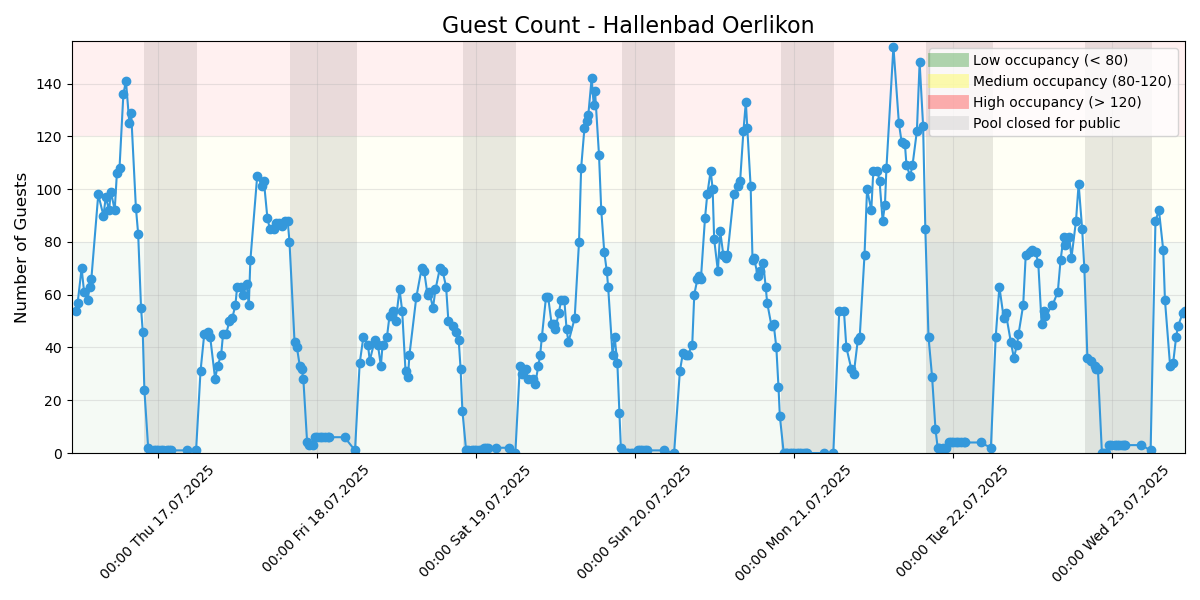 Guest Count - Hallenbad Oerlikon
Number of Guests
140
120
100
80
60
40
20
0
Low occupancy (< 80)
Medium occupancy (80-120)
High occupancy (> 120)
Pool closed for public
00:00 Thu 17.07.2025
00:00 Fri 18.07.2025
00:00 Sat 19.07.2025
00:00 Sun 20.07.2025
00:00 Mon 21.07.2025
00:00 Tue 22.07.2025
00:00 Wed 23.07.2025